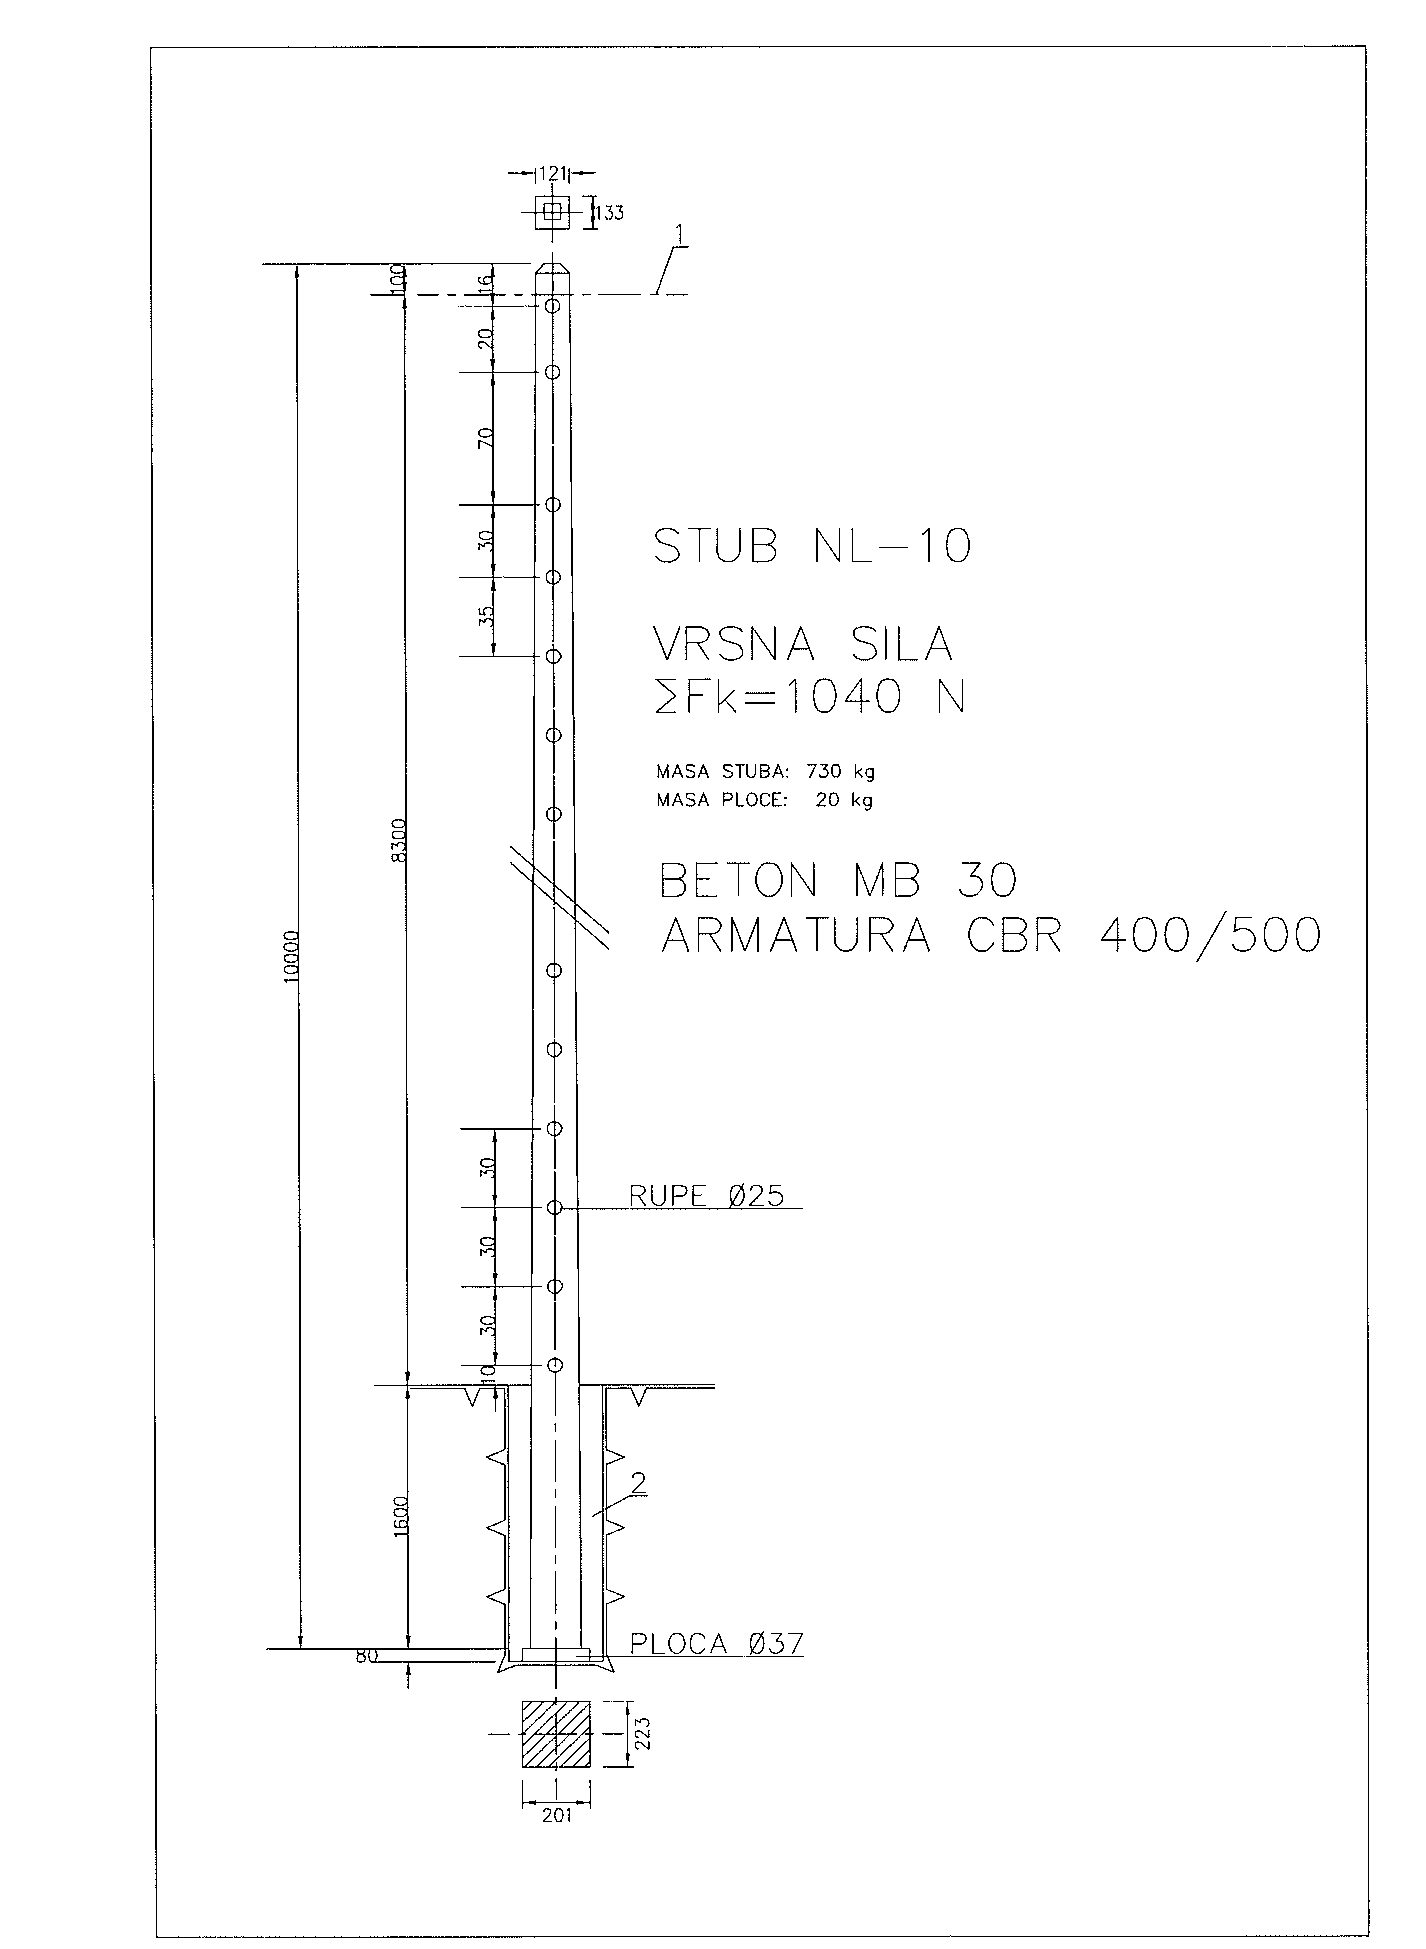 121
133
1
100
16
20
70
30
35
STUB NL-10
VRSNA SILA
ΣFk=1040 N
MASA STUBA: 730 kg
MASA PLOCE: 20 kg
8300
BETON MB 30
ARMATURA CBR 400/500
10000
30
RUPE Ø25
30
30
10
2
1600
PLOCA Ø37
80
223
201